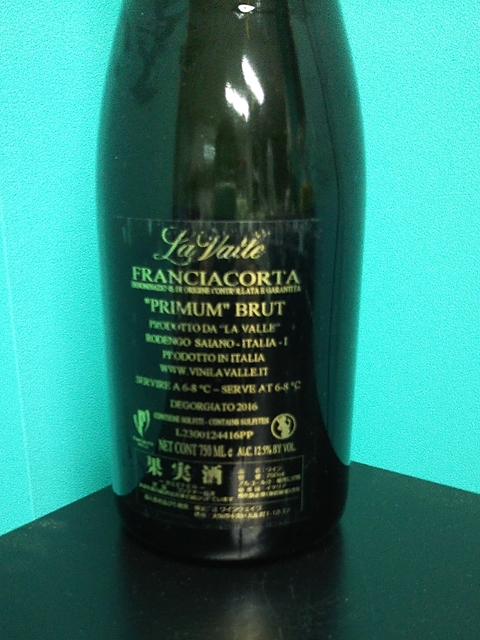 La Valle
FRANCIACORTA
DENOMINAZIONE DI ORIGINE CONTROLLATA E GARANTITA
"PRIMUM" BRUT
PRODOTTO DA "LA VALLE"
RODENGO SAIANO - ITALIA - I
PRODOTTO IN ITALIA
WWW.VINILAVALLE.IT
SERVIRE A 6-8 °C – SERVE AT 6-8 °C
DEGORGIATO 2016
CONTIENE SOLFITI - CONTAINS SULFITES
L2300124416PP
NET CONT 750 ML e ALC. 12.5% BY VOL.
果実酒